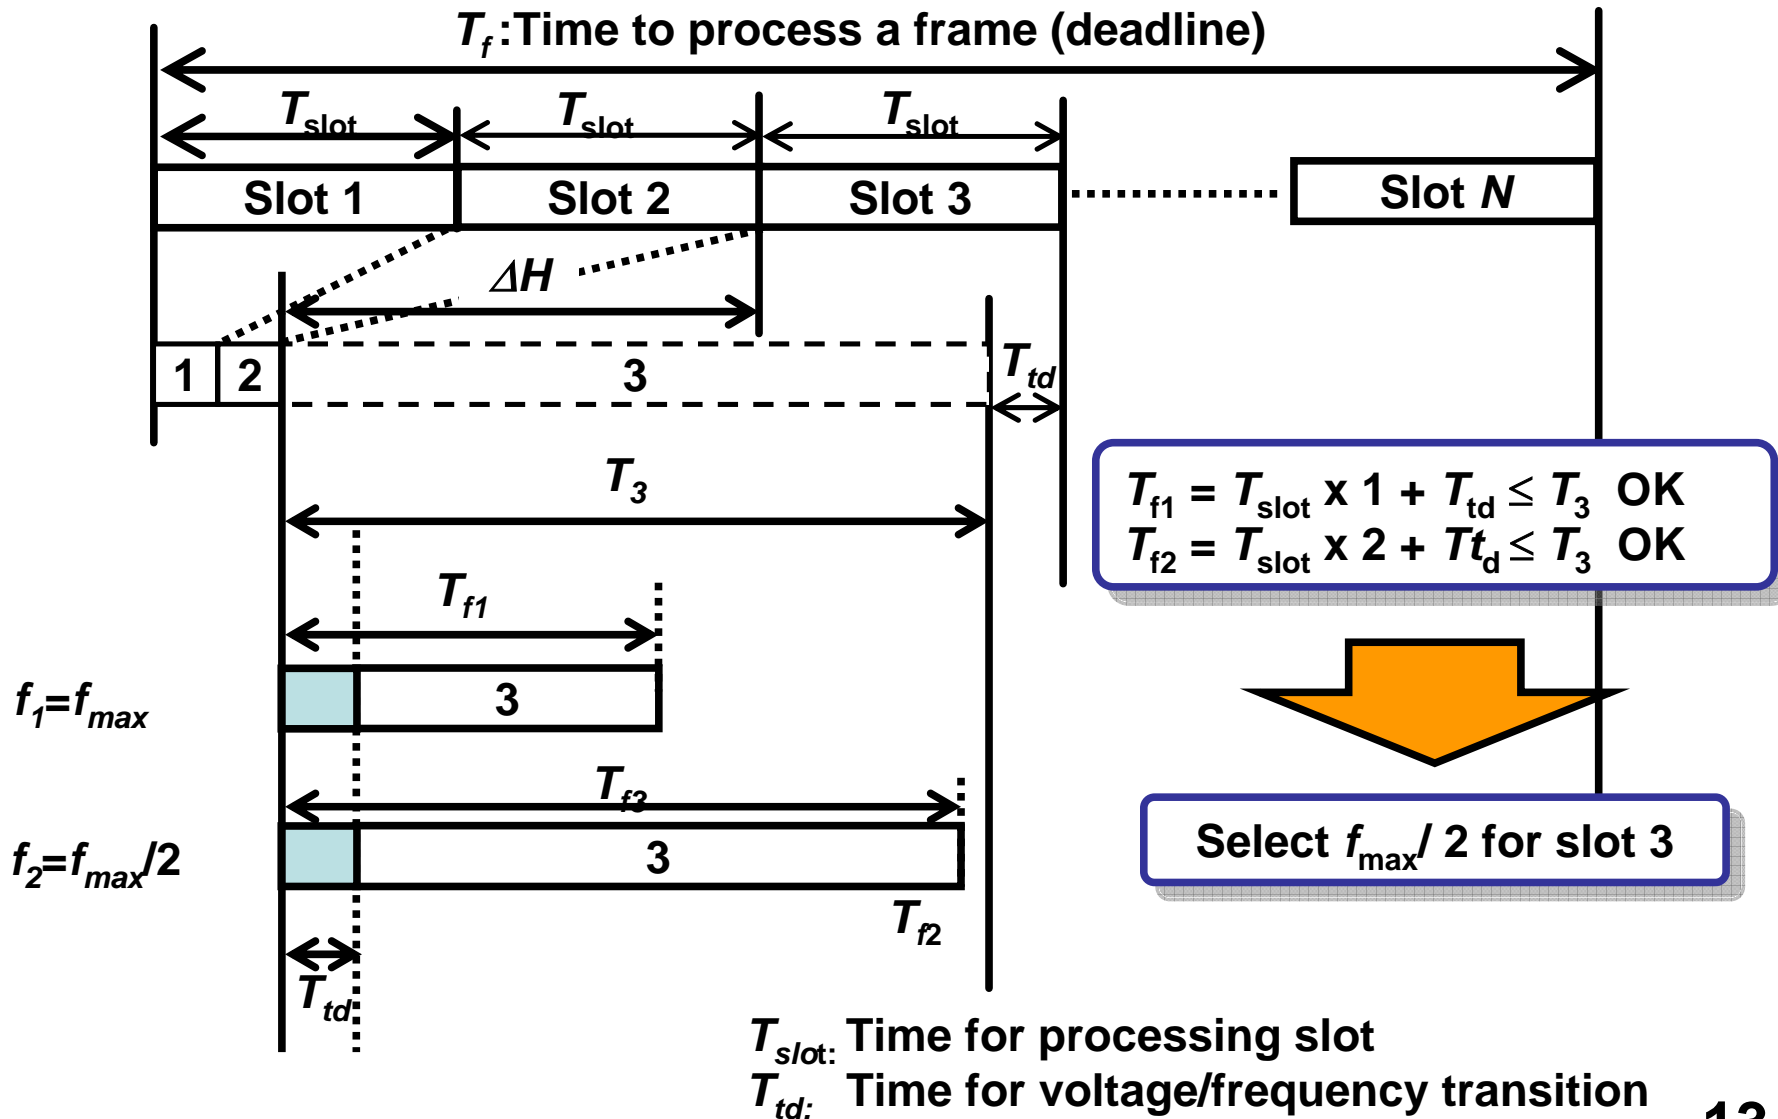 Tf :Time to process a frame (deadline)
Tslot Tslot Tslot
Slot 1 Slot 2 Slot 3 Slot N
ΔH
1 2 3 Ttd
T3
Tf1 = Tslot x 1 + Ttd ≤ T3 OK
Tf2 = Tslot x 2 + Ttd ≤ T3 OK
Tf1
f1=fmax 3
Tf3
f2=fmax/2 3
Select fmax/ 2 for slot 3
Tf2
Ttd
Tslot: Time for processing slot
Ttd: Time for voltage/frequency transition